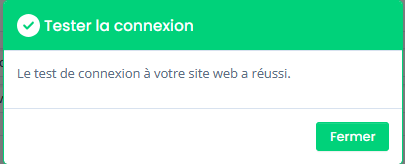 Tester la connexion
Le test de connexion à votre site web a réussi.
Fermer